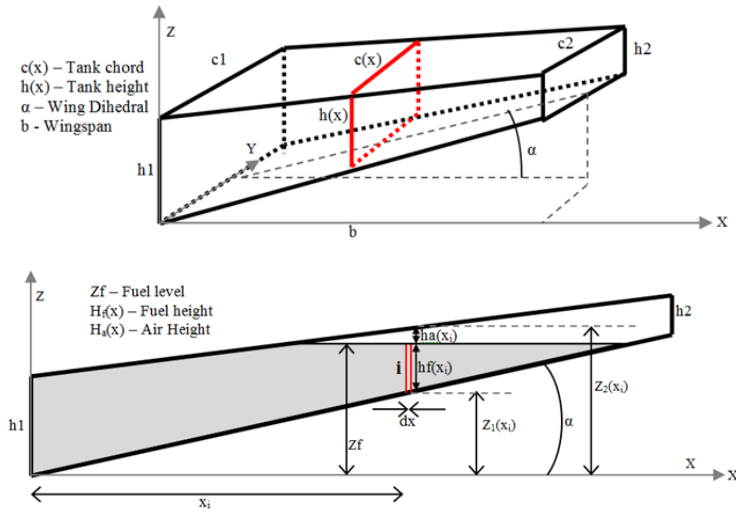 Z
c1
c2
h2
c(x)
c(x) – Tank chord
h(x) – Tank height
α – Wing Dihedral
b - Wingspan
h(x)
Y
h1
α
b
X
Z
Zf – Fuel level
Hf(x) – Fuel height
Ha(x) – Air Height
h2
ha(xi)
i
hf(xi)
Z2(xi)
h1
dx
Zf
Z1(xi)
α
X
X
xi